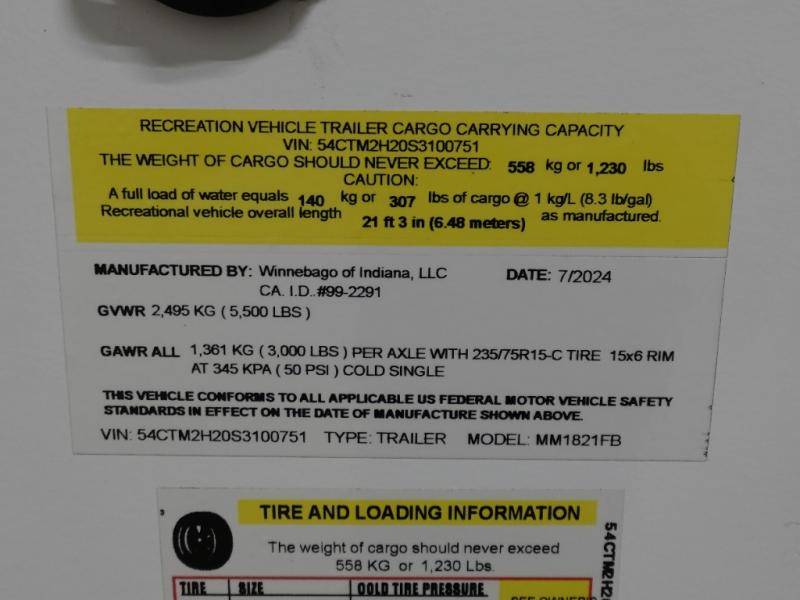 RECREATION VEHICLE TRAILER CARGO CARRYING CAPACITY
VIN: 54CTM2H20S3100751
THE WEIGHT OF CARGO SHOULD NEVER EXCEED: 558 kg or 1,230 lbs
CAUTION:
A full load of water equals 140 kg or 307 lbs of cargo @ 1 kg/L (8.3 lb/gal)
Recreational vehicle overall length 21 ft 3 in (6.48 meters) as manufactured.
MANUFACTURED BY: Winnebago of Indiana, LLC DATE: 7/2024
CA. I.D..#99-2291
GVWR 2,495 KG ( 5,500 LBS )
GAWR ALL 1,361 KG ( 3,000 LBS ) PER AXLE WITH 235/75R15-C TIRE 15x6 RIM
AT 345 KPA ( 50 PSI ) COLD SINGLE
THIS VEHICLE CONFORMS TO ALL APPLICABLE US FEDERAL MOTOR VEHICLE SAFETY
STANDARDS IN EFFECT ON THE DATE OF MANUFACTURE SHOWN ABOVE.
VIN: 54CTM2H20S3100751 TYPE: TRAILER MODEL: MM1821FB
TIRE AND LOADING INFORMATION
The weight of cargo should never exceed
558 KG or 1,230 Lbs.
TIRE SIZE COLD TIRE PRESSURE
54CTM2H2